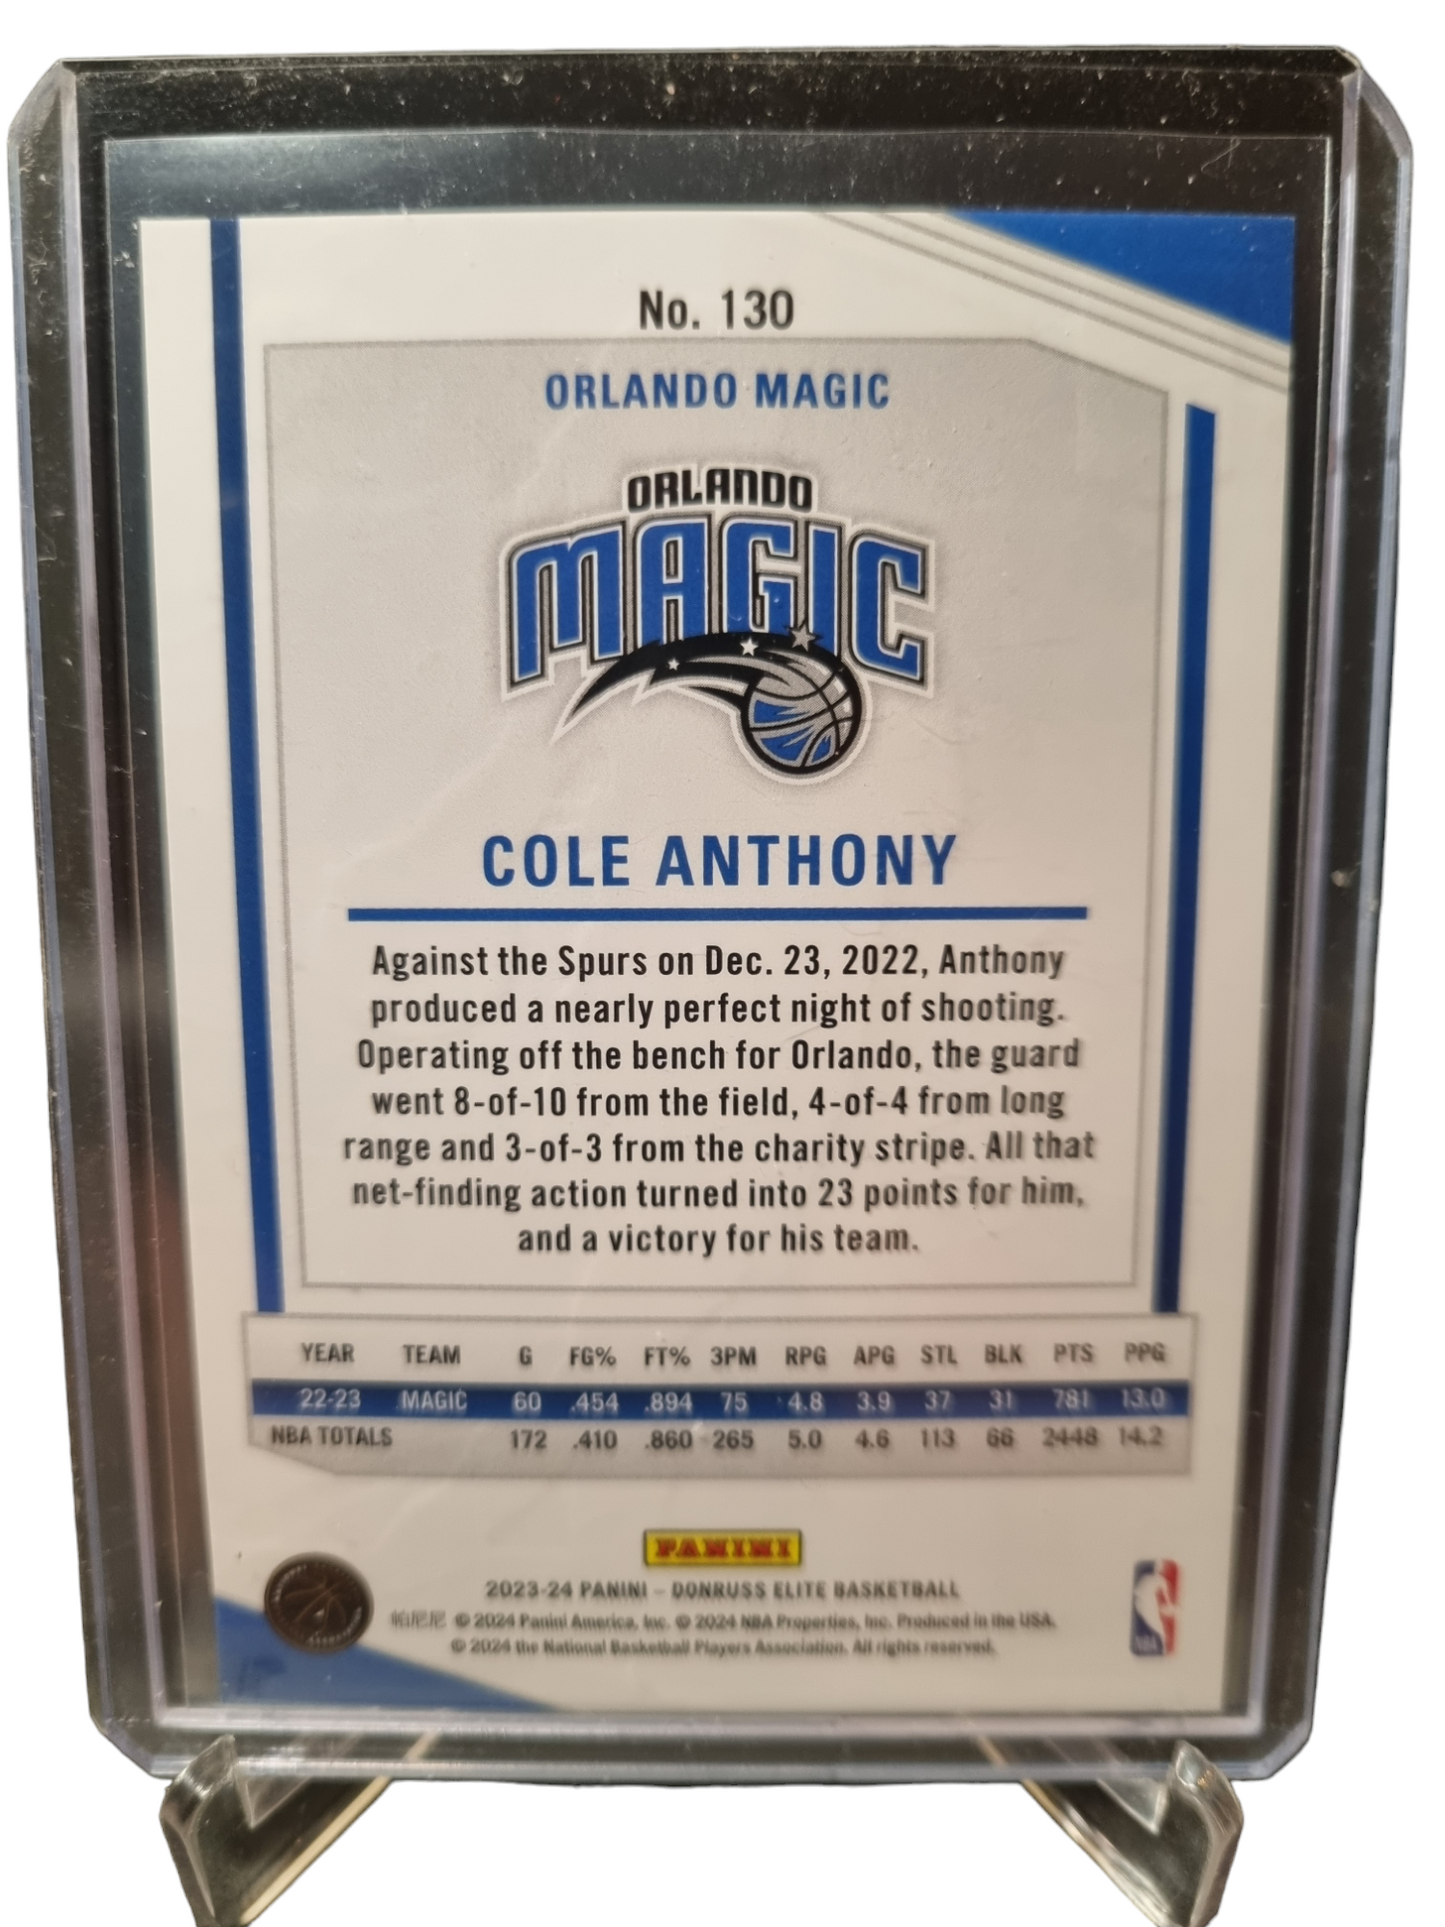 No. 130
ORLANDO MAGIC
ORLANDO
MAGIC
COLE ANTHONY
Against the Spurs on Dec. 23, 2022, Anthony
produced a nearly perfect night of shooting.
Operating off the bench for Orlando, the guard
went 8-of-10 from the field, 4-of-4 from long
range and 3-of-3 from the charity stripe. All that
net-finding action turned into 23 points for him,
and a victory for his team.
YEAR TEAM G FG% FT% 3PM RPG APG STL BLK PTS PPG
22-23 MAGIC 60 .454 .894 75 4.8 3.9 37 31 781 13.0
NBA TOTALS 172 .410 .860 265 5.0 4.6 113 66 2448 14.2
PANINI
2023-24 PANINI – DONRUSS ELITE BASKETBALL
帕尼尼 © 2024 Panini America, Inc. © 2024 NBA Properties, Inc. Produced in the USA.
© 2024 the National Basketball Players Association. All rights reserved.
NBA